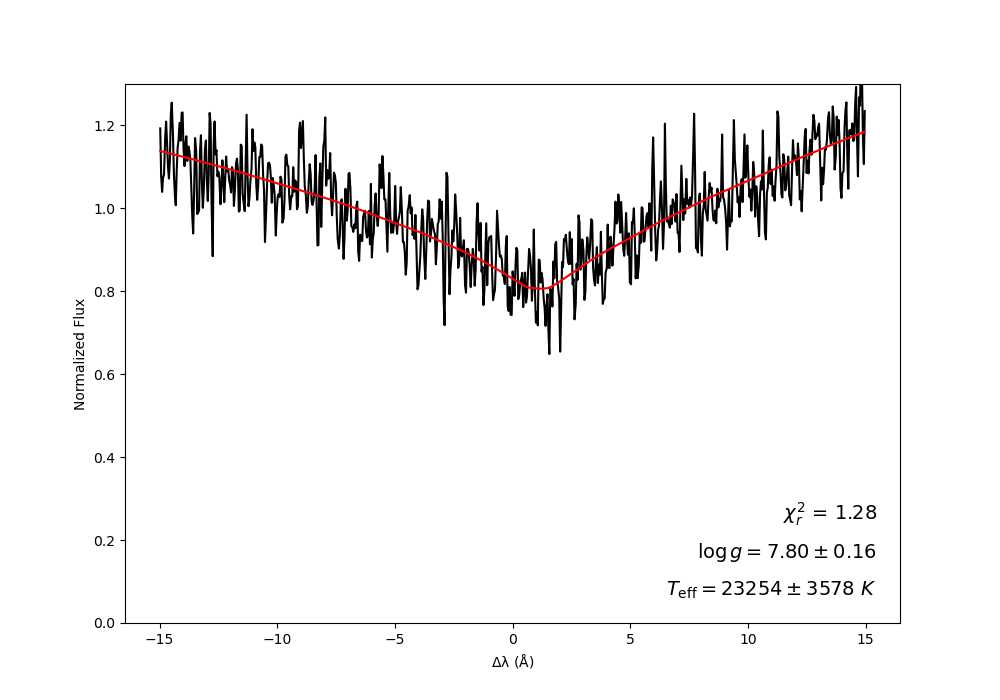 1.2
1.0
0.8
0.6
0.4
0.2
0.0
Normalized Flux
χ²ᵣ = 1.28
log g = 7.80 ± 0.16
T_eff = 23254 ± 3578 K
−15 −10 −5 0 5 10 15
Δλ (Å)